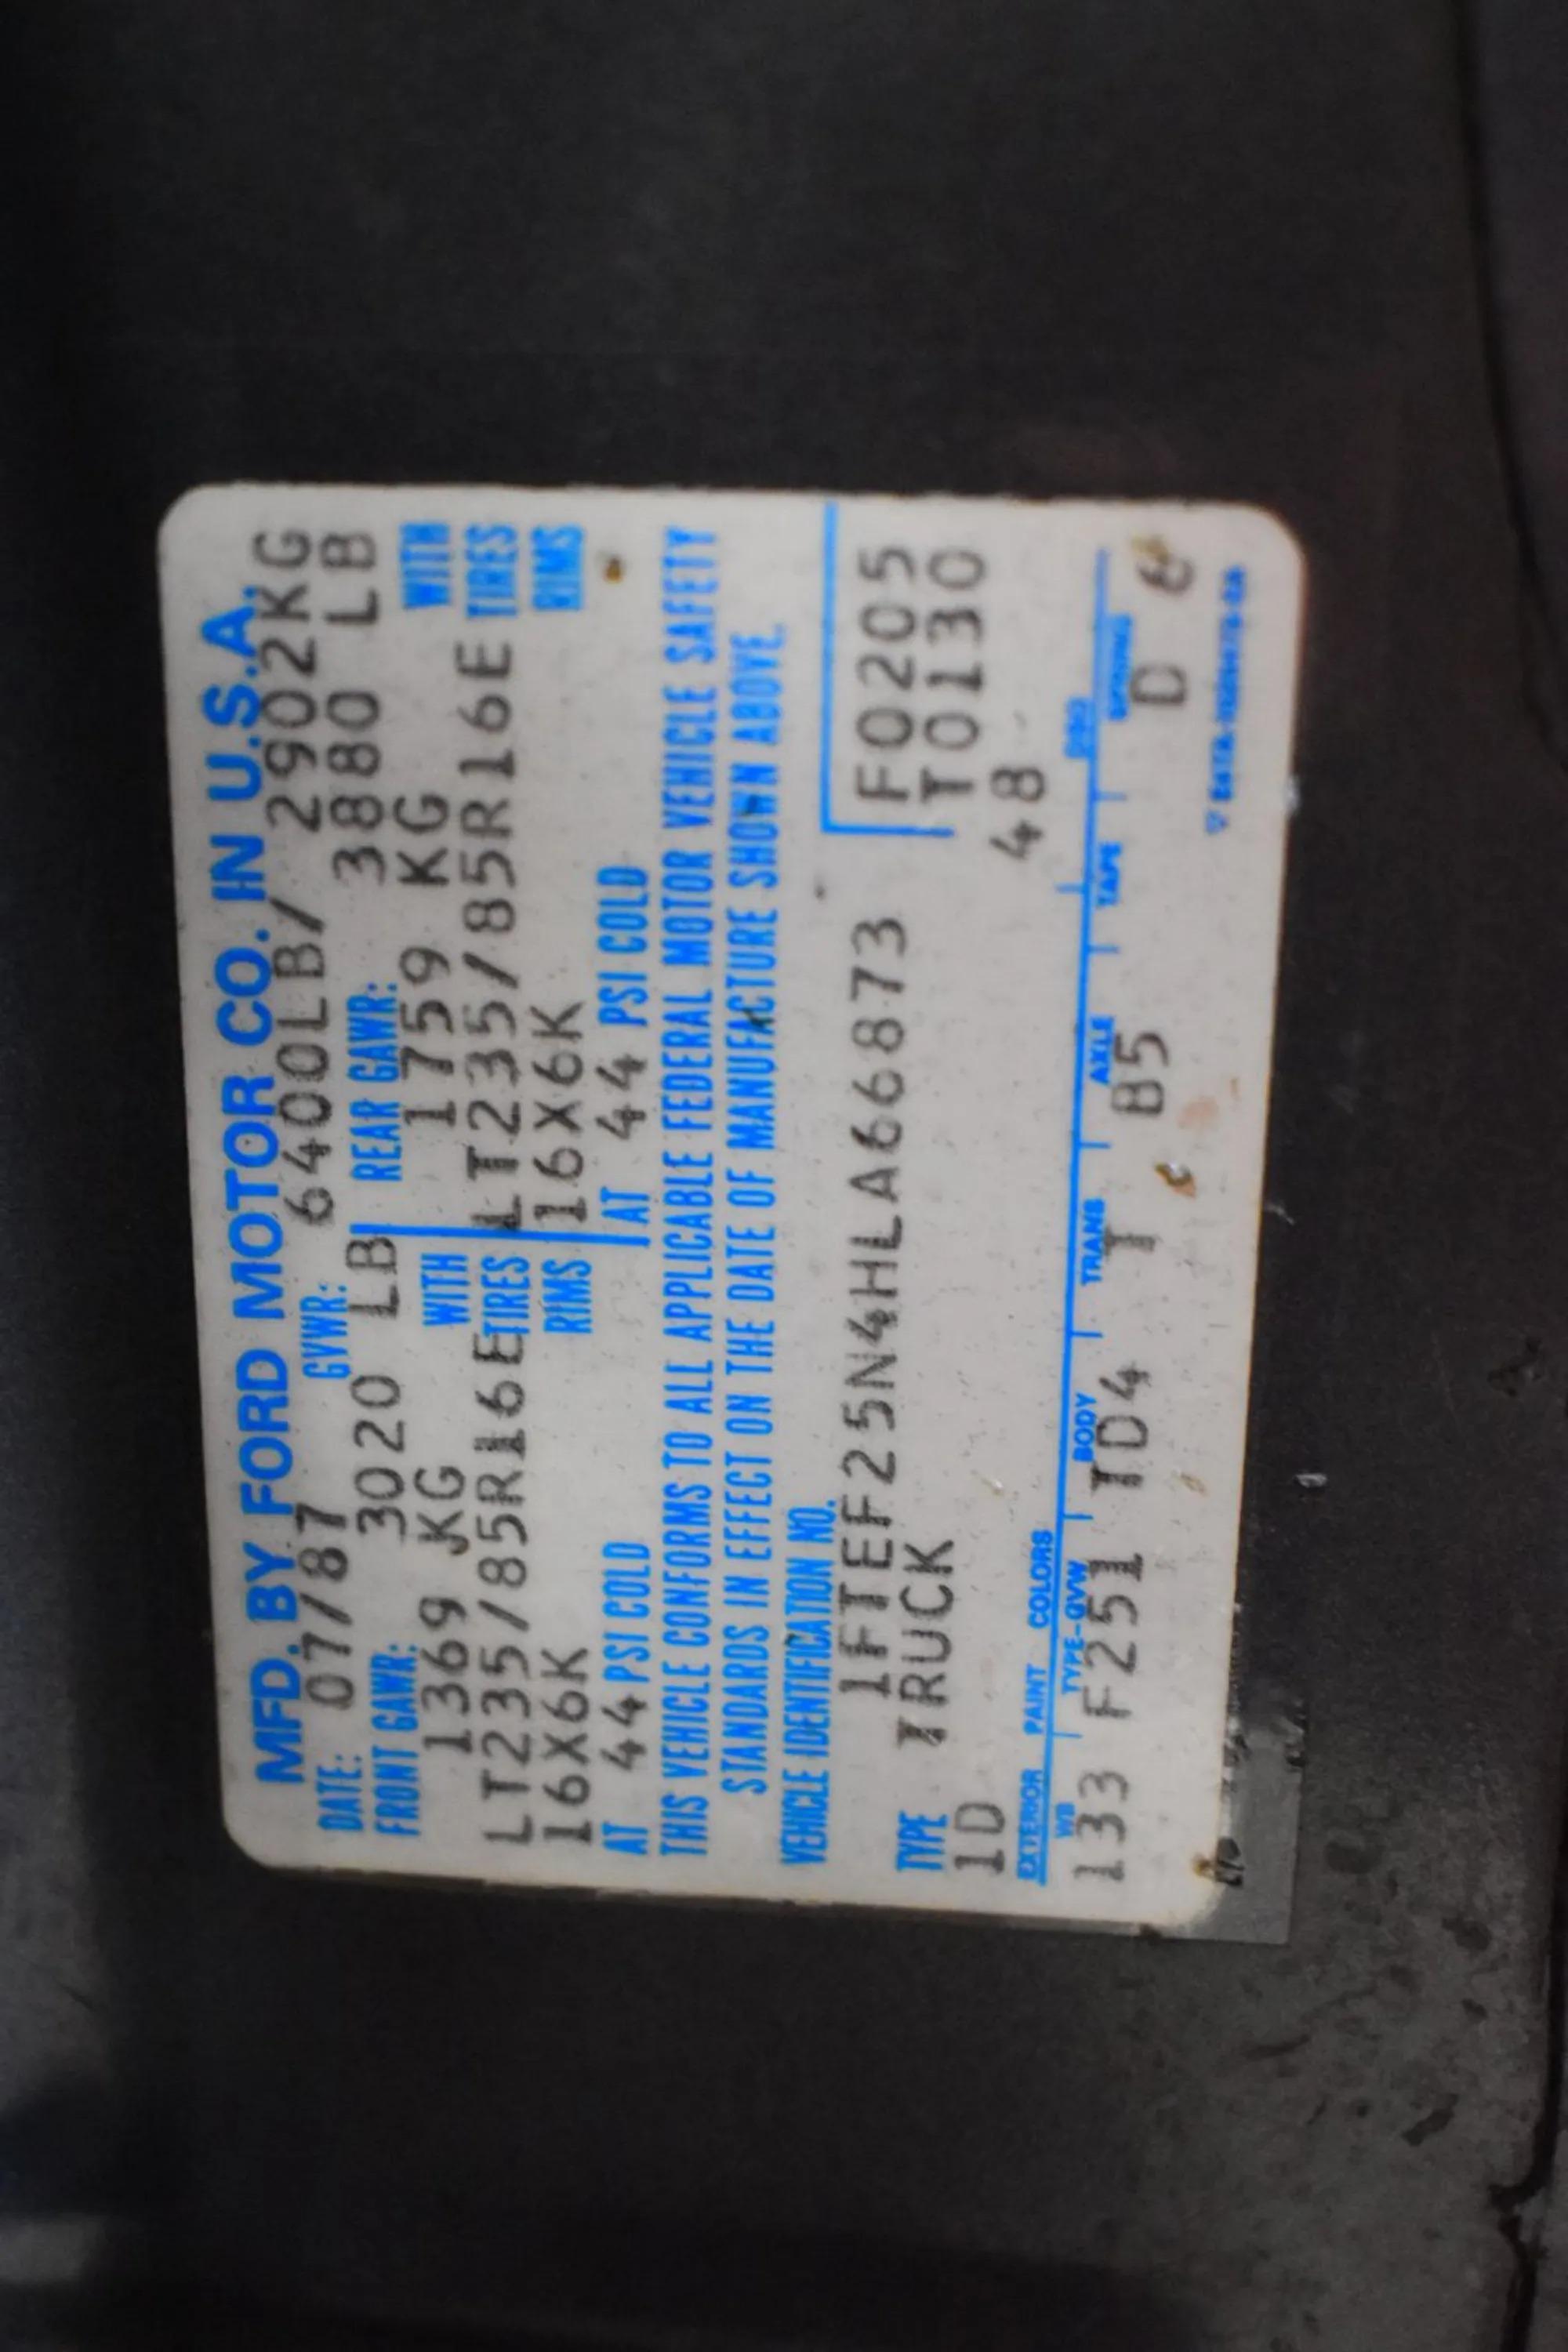 MFD. BY FORD MOTOR CO. IN U.S.A.
DATE: 07/87 GVWR: 6400LB/ 2902KG
FRONT GAWR: 3020 LB REAR GAWR: 3880 LB
1369 KG WITH 1759 KG WITH
LT235/85R16E TIRES LT235/85R16E TIRES
16X6K RIMS 16X6K RIMS
AT 44 PSI COLD AT 44 PSI COLD
THIS VEHICLE CONFORMS TO ALL APPLICABLE FEDERAL MOTOR VEHICLE SAFETY
STANDARDS IN EFFECT ON THE DATE OF MANUFACTURE SHOWN ABOVE.
VEHICLE IDENTIFICATION NO.
1FTEF25N4HLA66873 F0205
TYPE TRUCK T0130
1D 48
EXTERIOR PAINT COLORS DSO
WB TYPE-GVW BODY TRANS AXLE TAPE SPRING
133 F251 TD4 T B5 D